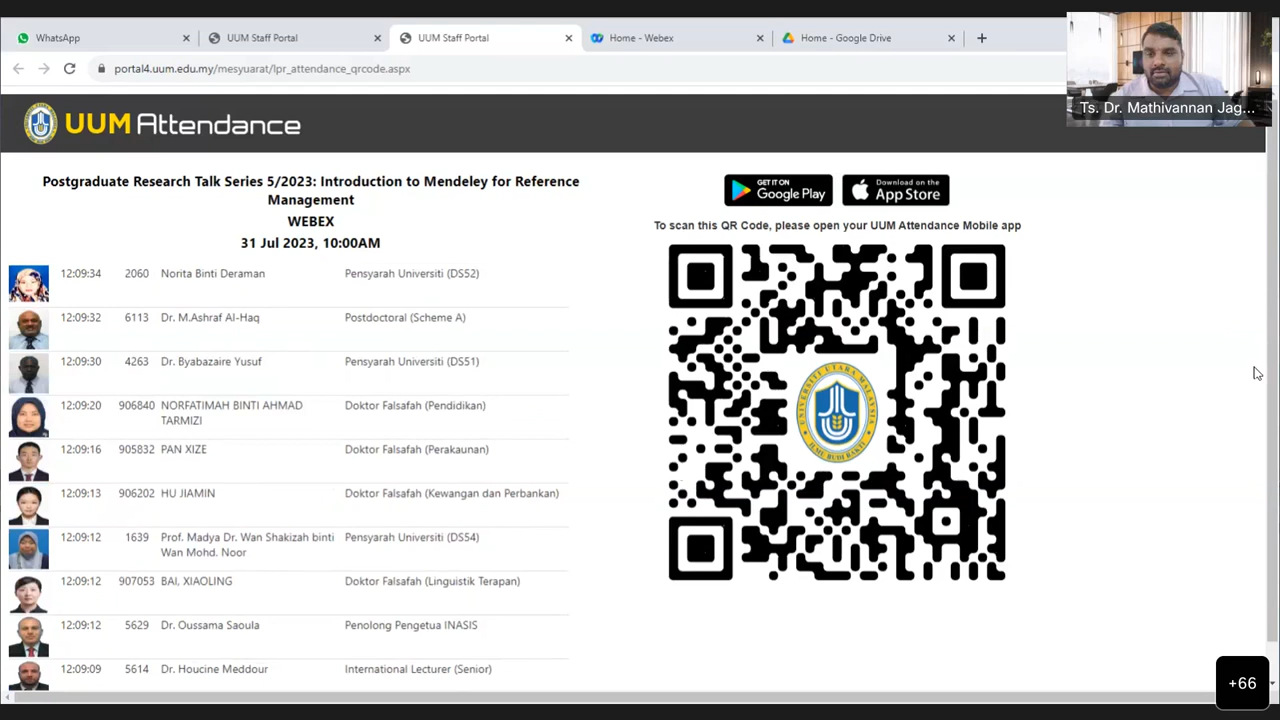 WhatsApp
UUM Staff Portal
UUM Staff Portal
Home - Webex
Home - Google Drive
portal4.uum.edu.my/mesyuarat/lpr_attendance_qrcode.aspx
Ts. Dr. Mathivannan Jag...
UUM Attendance
Postgraduate Research Talk Series 5/2023: Introduction to Mendeley for Reference
Management
WEBEX
31 Jul 2023, 10:00AM
12:09:34 2060 Norita Binti Deraman Pensyarah Universiti (DS52)
12:09:32 6113 Dr. M.Ashraf Al-Haq Postdoctoral (Scheme A)
12:09:30 4263 Dr. Byabazaire Yusuf Pensyarah Universiti (DS51)
12:09:20 906840 NORFATIMAH BINTI AHMAD Doktor Falsafah (Pendidikan)
TARMIZI
12:09:16 905832 PAN XIZE Doktor Falsafah (Perakaunan)
12:09:13 906202 HU JIAMIN Doktor Falsafah (Kewangan dan Perbankan)
12:09:12 1639 Prof. Madya Dr. Wan Shakizah binti Pensyarah Universiti (DS54)
Wan Mohd. Noor
12:09:12 907053 BAI, XIAOLING Doktor Falsafah (Linguistik Terapan)
12:09:12 5629 Dr. Oussama Saoula Penolong Pengetua INASIS
12:09:09 5614 Dr. Houcine Meddour International Lecturer (Senior)
GET IT ON
Google Play
Download on the
App Store
To scan this QR Code, please open your UUM Attendance Mobile app
UNIVERSITI UTARA MALAYSIA
ILMU BUDI BAKTI
+66